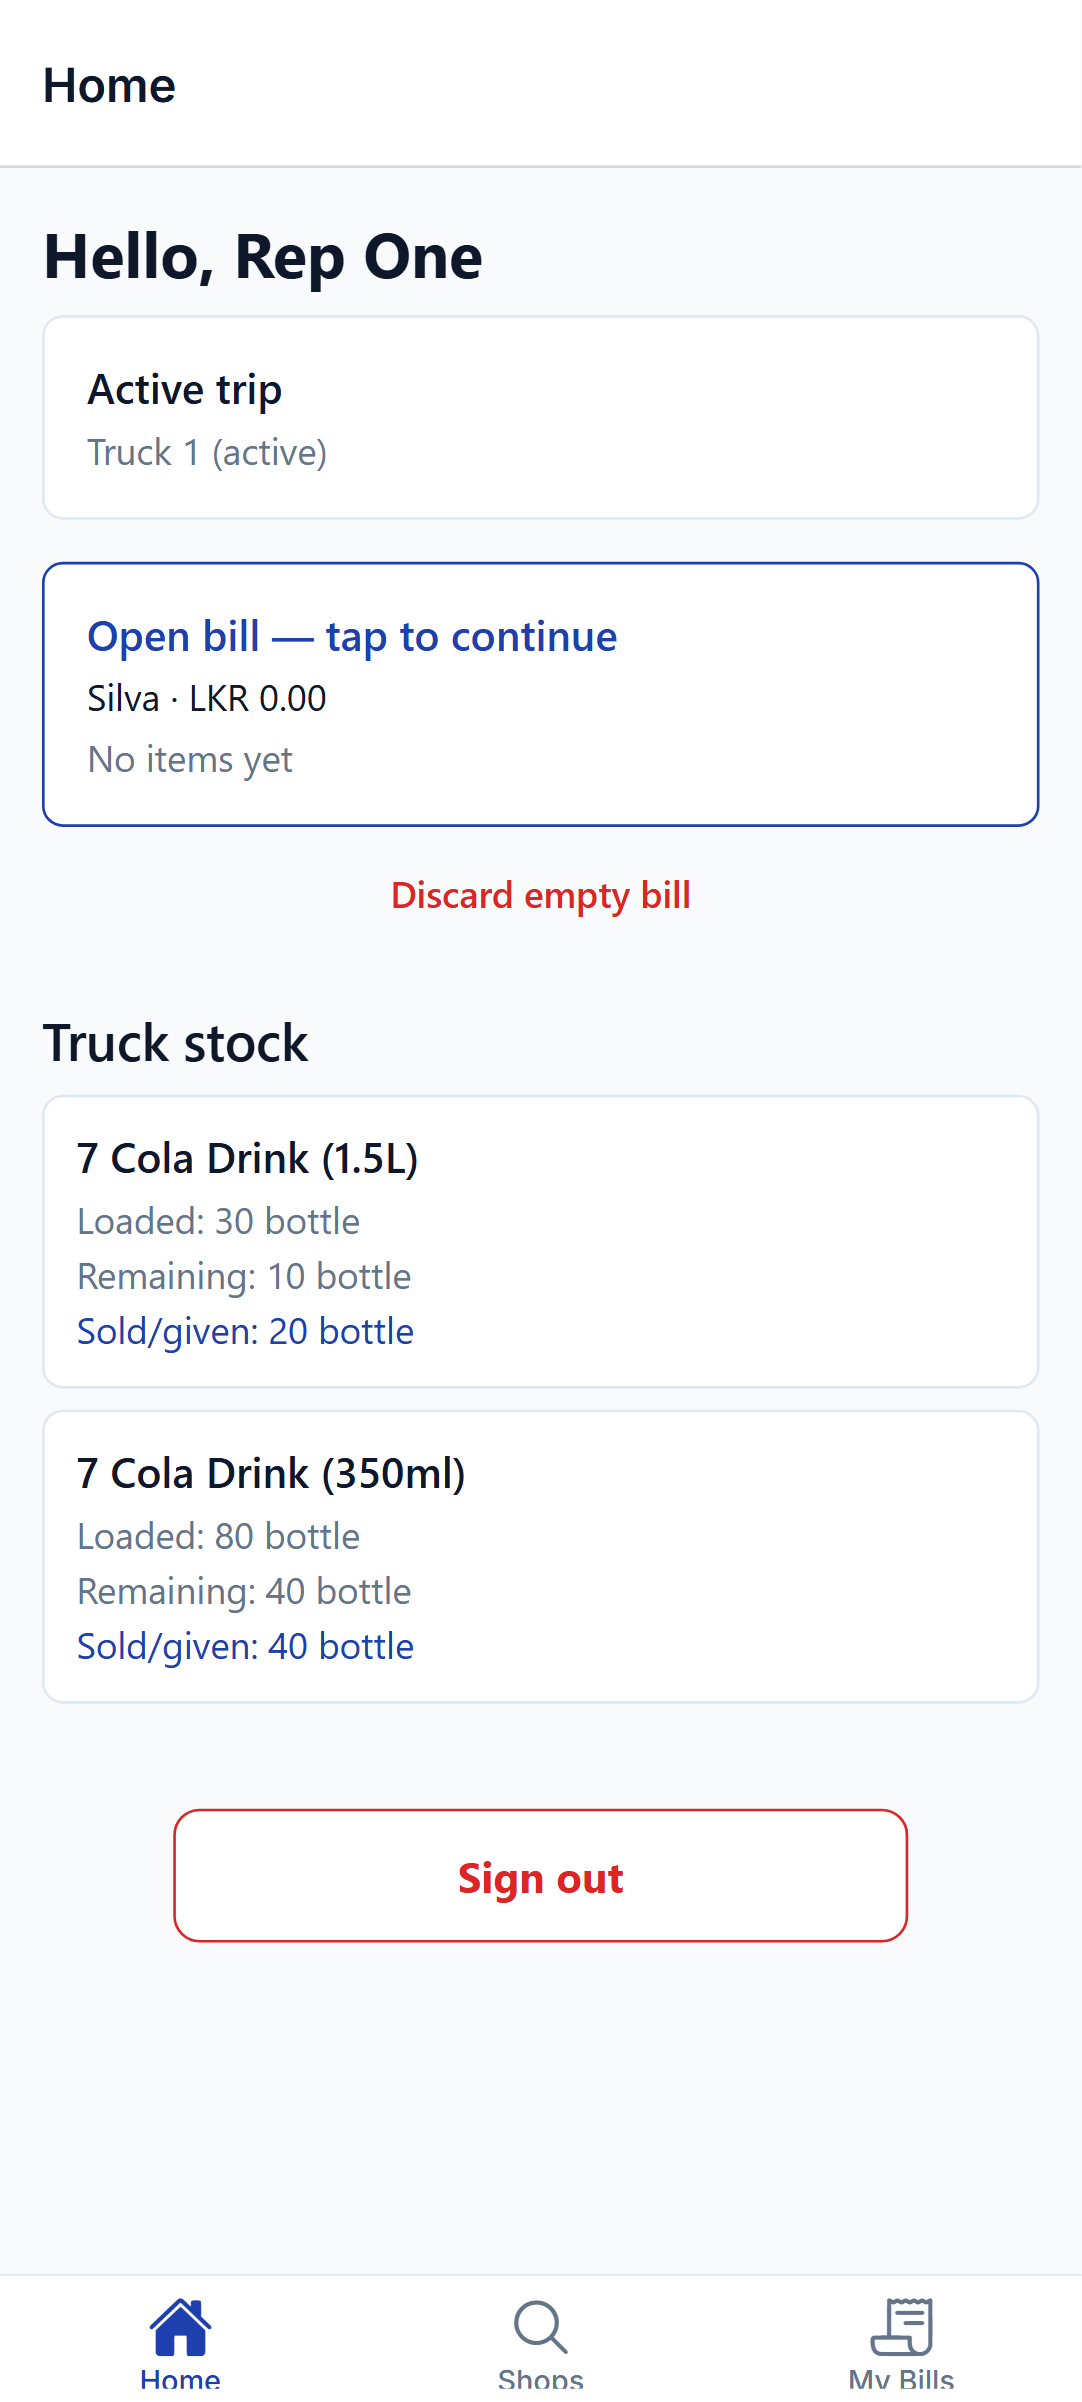 Home
Hello, Rep One
Active trip
Truck 1 (active)
Open bill — tap to continue
Silva · LKR 0.00
No items yet
Discard empty bill
Truck stock
7 Cola Drink (1.5L)
Loaded: 30 bottle
Remaining: 10 bottle
Sold/given: 20 bottle
7 Cola Drink (350ml)
Loaded: 80 bottle
Remaining: 40 bottle
Sold/given: 40 bottle
Sign out
Home
Shops
My Bills